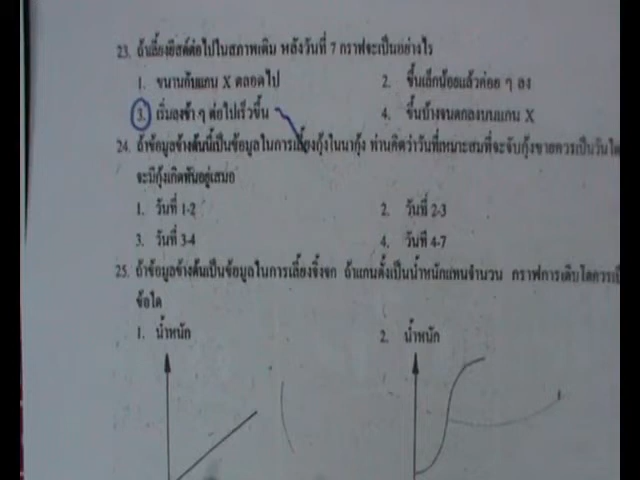 23. ถ้าเลี้ยงยีสต์ต่อไปในสภาพเดิม หลังวันที่ 7 กราฟจะเป็นอย่างไร
1. ขนานกับแกน X ตลอดไป 2. ขึ้นเล็กน้อยแล้วค่อย ๆ ลง
3. เริ่มลงช้า ๆ ต่อไปเร็วขึ้น 4. ขึ้นบ้างจนตกลงบนแกน X
24. ถ้าข้อมูลข้างต้นนี้เป็นข้อมูลในการเลี้ยงกุ้งในนากุ้ง ท่านคิดว่าวันที่เหมาะสมที่จะจับกุ้งขายควรเป็นวันใด
จะมีกุ้งเกิดทันอยู่เสมอ
1. วันที่ 1-2 2. วันที่ 2-3
3. วันที่ 3-4 4. วันที่ 4-7
25. ถ้าข้อมูลข้างต้นเป็นข้อมูลในการเลี้ยงจิ้งจก ถ้าแกนตั้งเป็นน้ำหนักแทนจำนวน กราฟการเติบโตควรเป็
ข้อใด
1. น้ำหนัก 2. น้ำหนัก